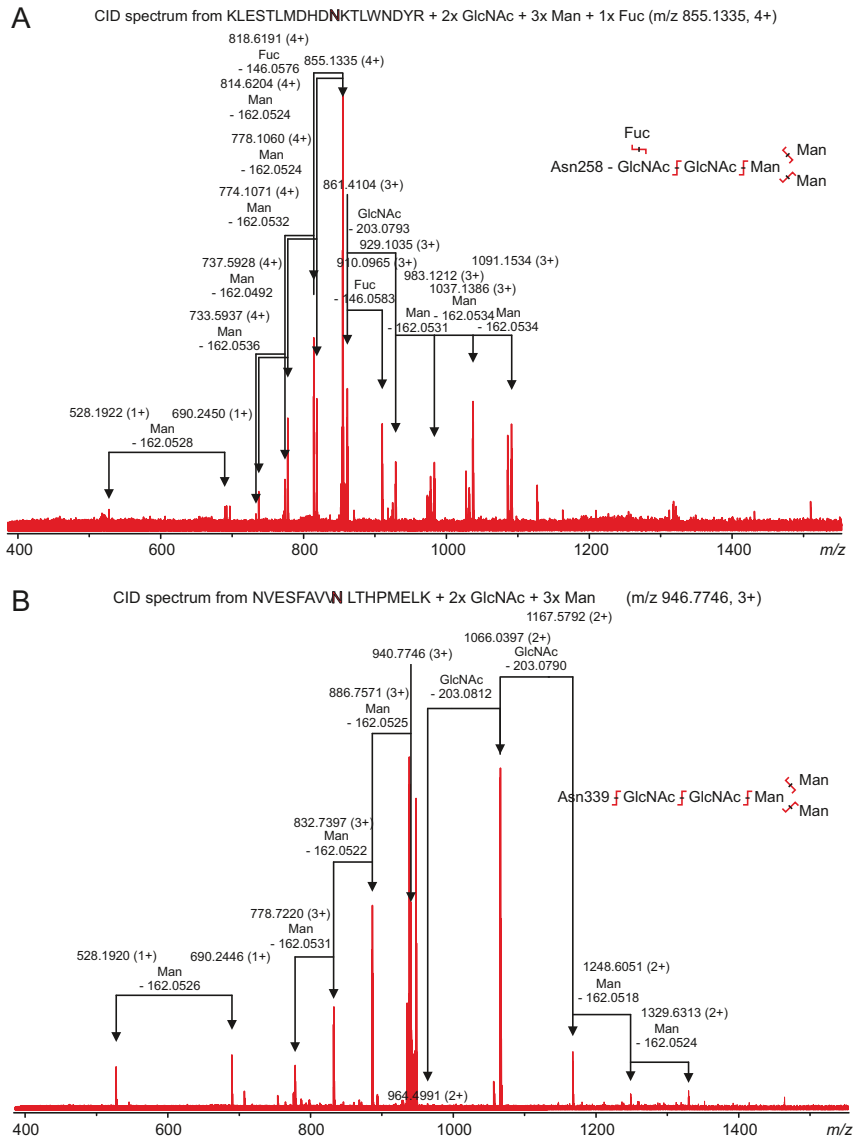 A
CID spectrum from KLESTLMDHDNKTLWNDYR + 2x GlcNAc + 3x Man + 1x Fuc (m/z 855.1335, 4+)
818.6191 (4+)
Fuc
- 146.0576
855.1335 (4+)
814.6204 (4+)
Man
- 162.0524
778.1060 (4+)
Man
- 162.0524
774.1071 (4+)
Man
- 162.0532
861.4104 (3+)
GlcNAc
- 203.0793
929.1035 (3+)
910.0965 (3+)
Fuc
- 146.0583
983.1212 (3+)
Man
- 162.0531
1037.1386 (3+)
Man
- 162.0534
1091.1534 (3+)
Man
- 162.0534
737.5928 (4+)
Man
- 162.0492
733.5937 (4+)
Man
- 162.0536
528.1922 (1+)
690.2450 (1+)
Man
- 162.0528
Fuc
Asn258 - GlcNAc - GlcNAc - Man
Man
Man
400
600
800
1000
1200
1400
m/z
B
CID spectrum from NVESFAVVN LTHPMELK + 2x GlcNAc + 3x Man (m/z 946.7746, 3+)
1167.5792 (2+)
1066.0397 (2+)
GlcNAc
- 203.0790
940.7746 (3+)
GlcNAc
- 203.0812
886.7571 (3+)
Man
- 162.0525
832.7397 (3+)
Man
- 162.0522
778.7220 (3+)
Man
- 162.0531
528.1920 (1+)
690.2446 (1+)
Man
- 162.0526
964.4991 (2+)
1248.6051 (2+)
Man
- 162.0518
1329.6313 (2+)
Man
- 162.0524
Asn339 - GlcNAc - GlcNAc - Man
Man
Man
400
600
800
1000
1200
1400
m/z